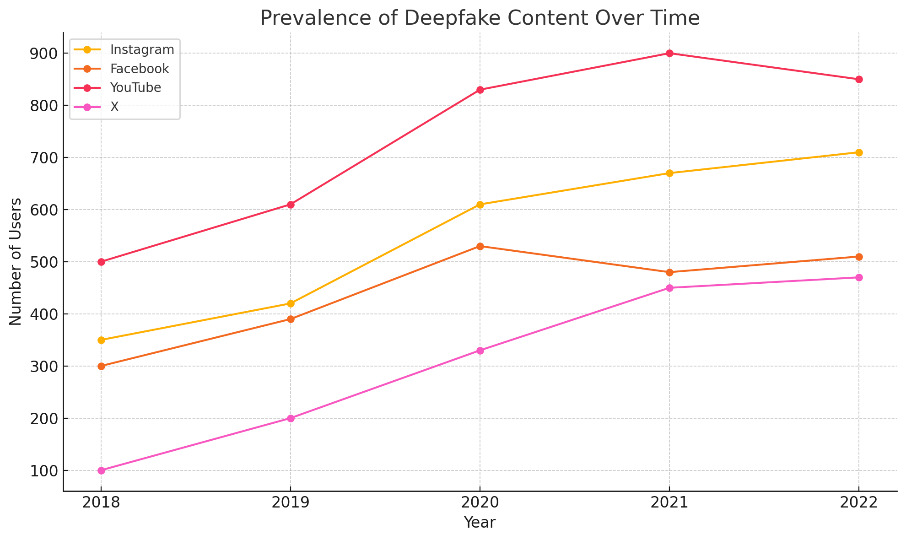 Prevalence of Deepfake Content Over Time
Instagram
Facebook
YouTube
X
Number of Users
900
800
700
600
500
400
300
200
100
2018 2019 2020 2021 2022
Year